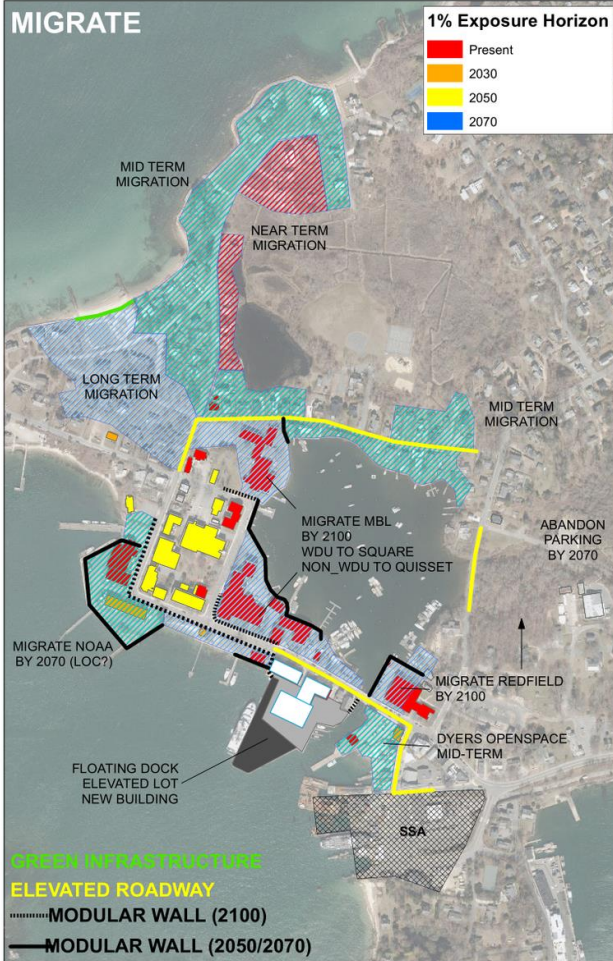 MIGRATE
1% Exposure Horizon
Present
2030
2050
2070
MID TERM
MIGRATION
NEAR TERM
MIGRATION
LONG TERM
MIGRATION
MID TERM
MIGRATION
MIGRATE MBL
BY 2100
WDU TO SQUARE
NON_WDU TO QUISSET
ABANDON
PARKING
BY 2070
MIGRATE NOAA
BY 2070 (LOC?)
MIGRATE REDFIELD
BY 2100
DYERS OPENSPACE
MID-TERM
FLOATING DOCK
ELEVATED LOT
NEW BUILDING
SSA
GREEN INFRASTRUCTURE
ELEVATED ROADWAY
MODULAR WALL (2100)
MODULAR WALL (2050/2070)